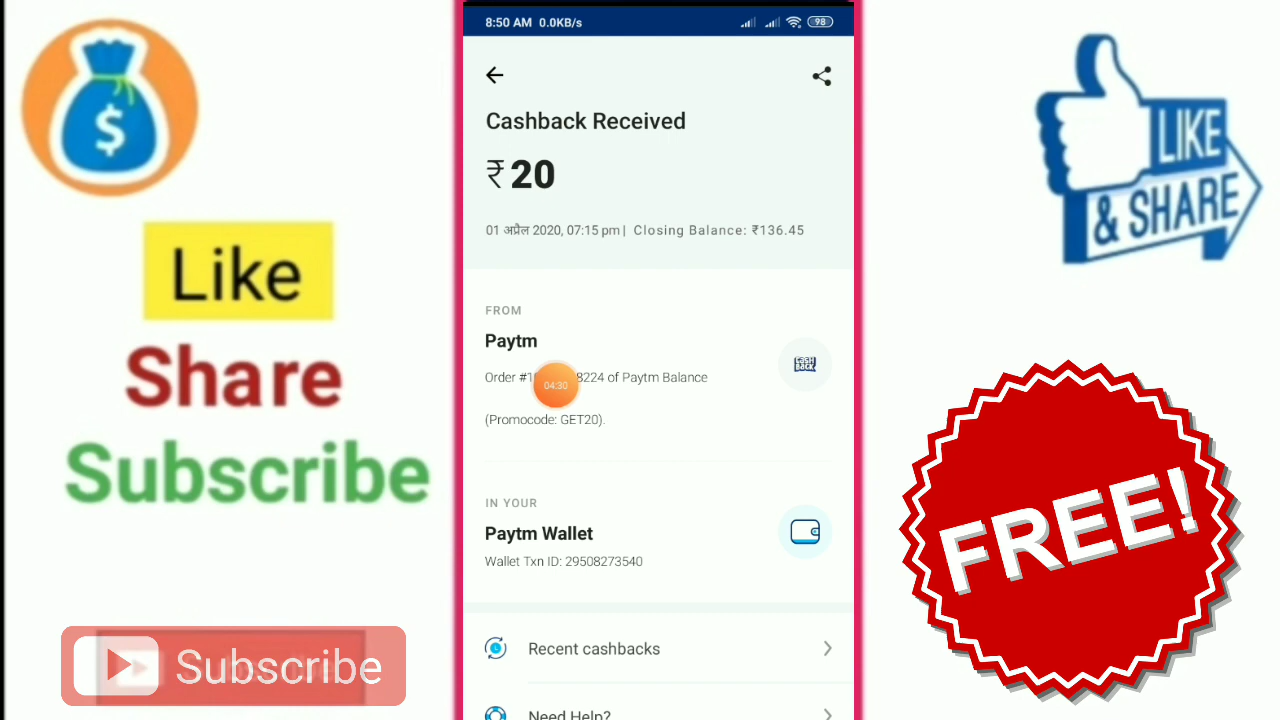 8:50 AM 0.0KB/s
98
Cashback Received
₹20
01 अप्रैल 2020, 07:15 pm| Closing Balance: ₹136.45
FROM
Paytm
CASH
BACK
04:30
8224 of Paytm Balance
(Promocode: GET20).
IN YOUR
Paytm Wallet
Wallet Txn ID: 29508273540
Recent cashbacks
Need Help?
$
Like
Share
Subscribe
Subscribe
LIKE
& SHARE
FREE!